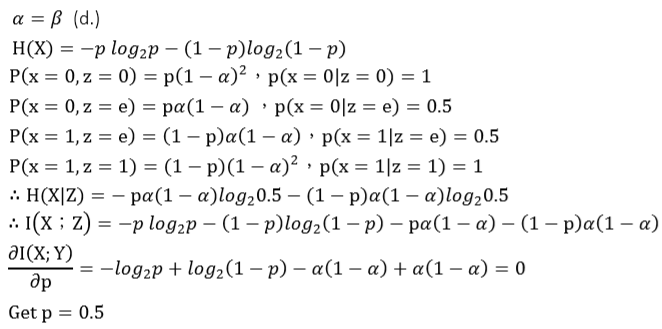 α = β (d.)
H(X) = −p log₂p − (1 − p)log₂(1 − p)
P(x = 0, z = 0) = p(1 − α)²，p(x = 0|z = 0) = 1
P(x = 0, z = e) = pα(1 − α) ，p(x = 0|z = e) = 0.5
P(x = 1, z = e) = (1 − p)α(1 − α)，p(x = 1|z = e) = 0.5
P(x = 1, z = 1) = (1 − p)(1 − α)²，p(x = 1|z = 1) = 1
∴ H(X|Z) = − pα(1 − α)log₂0.5 − (1 − p)α(1 − α)log₂0.5
∴ I(X；Z) = −p log₂p − (1 − p)log₂(1 − p) − pα(1 − α) − (1 − p)α(1 − α)
∂I(X; Y)/∂p = −log₂p + log₂(1 − p) − α(1 − α) + α(1 − α) = 0
Get p = 0.5